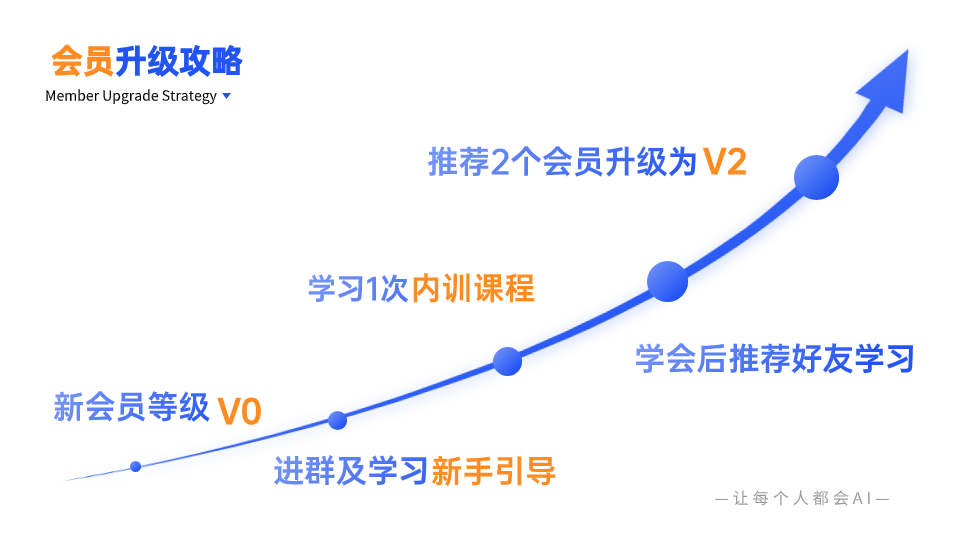 会员升级攻略
Member Upgrade Strategy
推荐2个会员升级为 V2
学习1次内训课程
学会后推荐好友学习
新会员等级 V0
进群及学习新手引导
—让每个人都会AI—